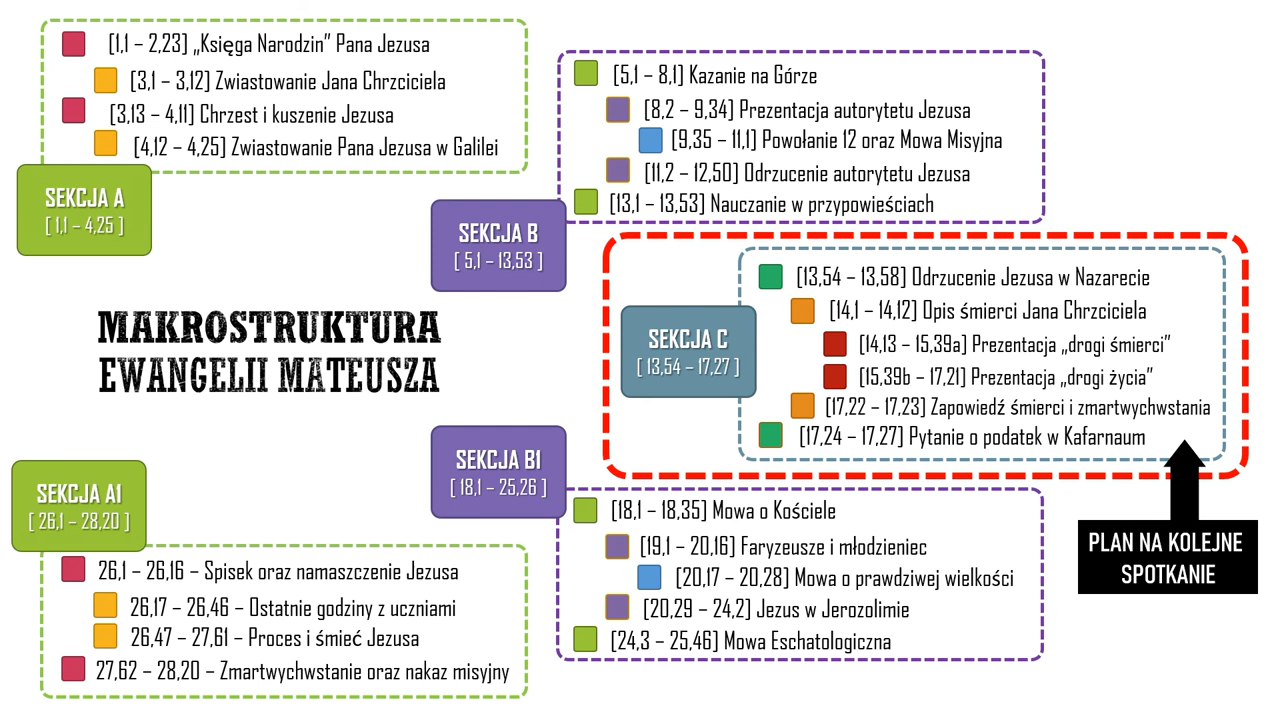 [1,1 – 2,23] „Księga Narodzin” Pana Jezusa
[3,1 – 3,12] Zwiastowanie Jana Chrzciciela
[3,13 – 4,11] Chrzest i kuszenie Jezusa
[4,12 – 4,25] Zwiastowanie Pana Jezusa w Galilei
SEKCJA A
[ 1,1 – 4,25 ]
[5,1 – 8,1] Kazanie na Górze
[8,2 – 9,34] Prezentacja autorytetu Jezusa
[9,35 – 11,1] Powołanie 12 oraz Mowa Misyjna
[11,2 – 12,50] Odrzucenie autorytetu Jezusa
[13,1 – 13,53] Nauczanie w przypowieściach
SEKCJA B
[ 5,1 – 13,53 ]
MAKROSTRUKTURA
EWANGELII MATEUSZA
SEKCJA C
[ 13,54 – 17,27 ]
[13,54 – 13,58] Odrzucenie Jezusa w Nazarecie
[14,1 – 14,12] Opis śmierci Jana Chrzciciela
[14,13 – 15,39a] Prezentacja „drogi śmierci”
[15,39b – 17,21] Prezentacja „drogi życia”
[17,22 – 17,23] Zapowiedź śmierci i zmartwychwstania
[17,24 – 17,27] Pytanie o podatek w Kafarnaum
PLAN NA KOLEJNE
SPOTKANIE
SEKCJA B1
[ 18,1 – 25,26 ]
[18,1 – 18,35] Mowa o Kościele
[19,1 – 20,16] Faryzeusze i młodzieniec
[20,17 – 20,28] Mowa o prawdziwej wielkości
[20,29 – 24,2] Jezus w Jerozolimie
[24,3 – 25,46] Mowa Eschatologiczna
SEKCJA A1
[ 26,1 – 28,20 ]
26,1 – 26,16 – Spisek oraz namaszczenie Jezusa
26,17 – 26,46 – Ostatnie godziny z uczniami
26,47 – 27,61 – Proces i śmieć Jezusa
27,62 – 28,20 – Zmartwychwstanie oraz nakaz misyjny